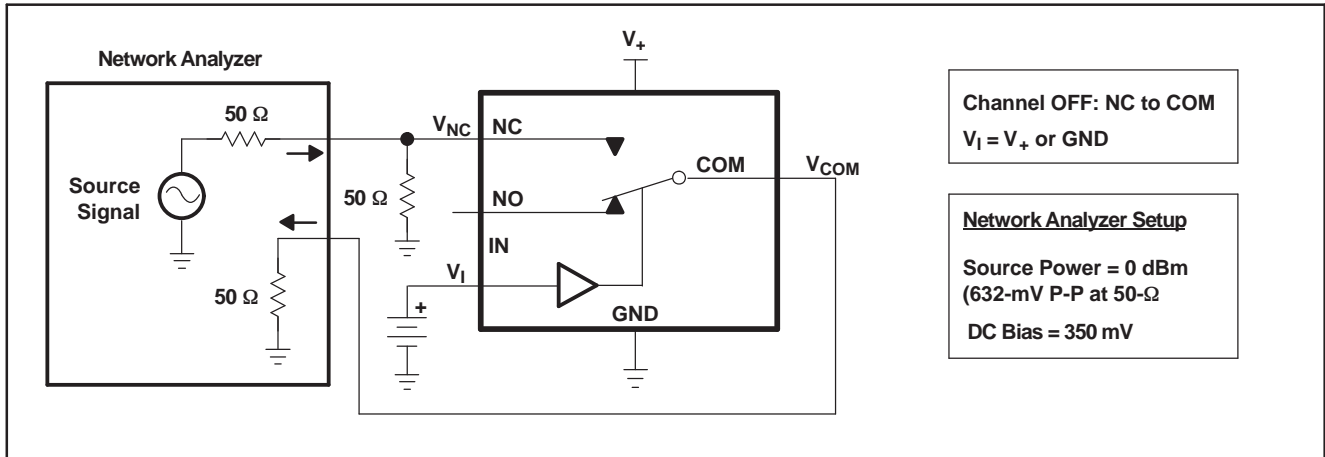 Network Analyzer
50 Ω
Source
Signal
50 Ω
50 Ω
V+
VNC
NC
NO
IN
VI
+
GND
COM
VCOM
Channel OFF: NC to COM
VI = V+ or GND
Network Analyzer Setup
Source Power = 0 dBm
(632-mV P-P at 50-Ω
DC Bias = 350 mV